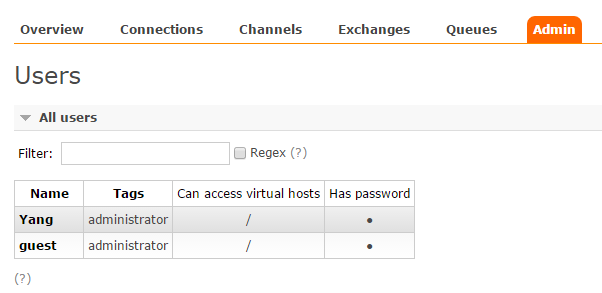 Overview Connections Channels Exchanges Queues Admin
Users
All users
Filter: Regex (?)
Name Tags Can access virtual hosts Has password
Yang administrator / •
guest administrator / •
(?)